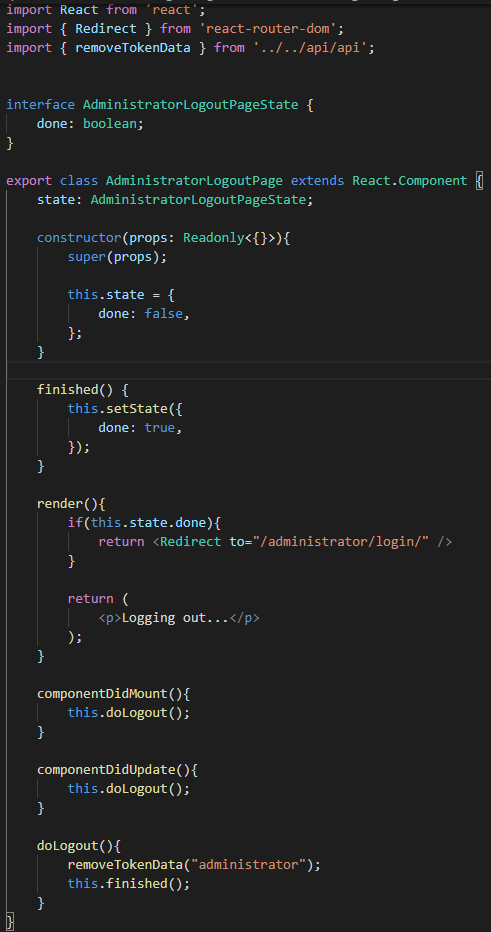 import React from 'react';
import { Redirect } from 'react-router-dom';
import { removeTokenData } from '../../api/api';
interface AdministratorLogoutPageState {
    done: boolean;
}
export class AdministratorLogoutPage extends React.Component {
    state: AdministratorLogoutPageState;
    constructor(props: Readonly<{}>){
        super(props);
        this.state = {
            done: false,
        };
    }
    finished() {
        this.setState({
            done: true,
        });
    }
    render(){
        if(this.state.done){
            return <Redirect to="/administrator/login/" />
        }
        return (
            <p>Logging out...</p>
        );
    }
    componentDidMount(){
        this.doLogout();
    }
    componentDidUpdate(){
        this.doLogout();
    }
    doLogout(){
        removeTokenData("administrator");
        this.finished();
    }
}